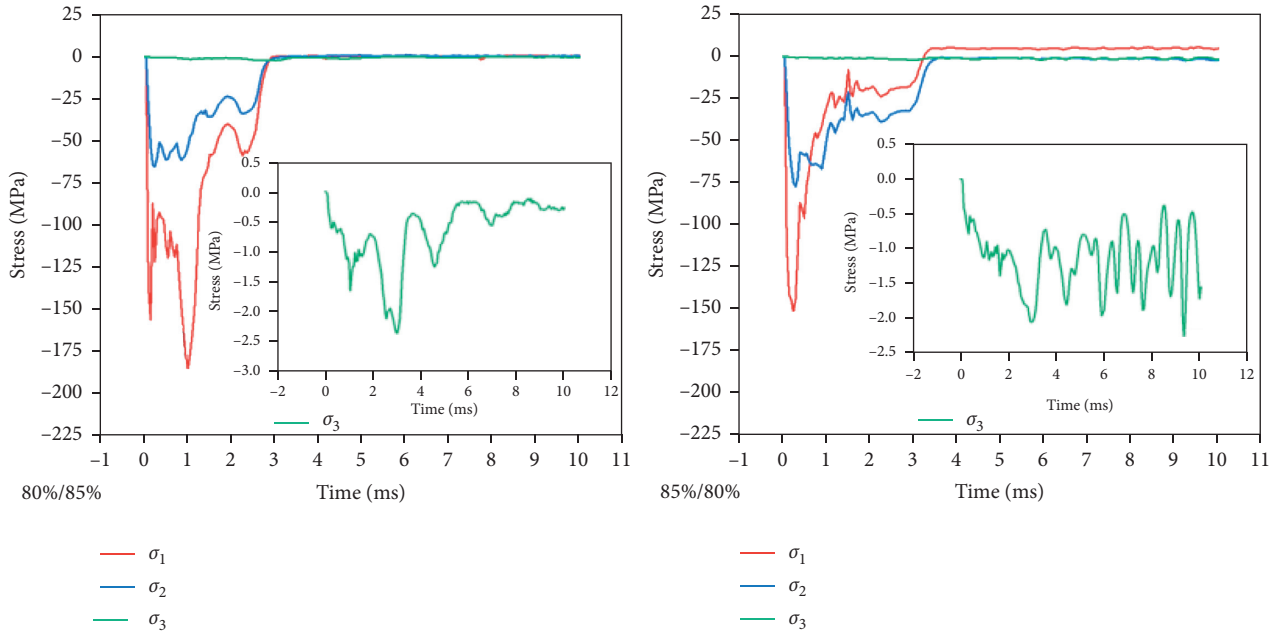 25
0
−25
−50
−75
−100
−125
−150
−175
−200
−225
Stress (MPa)
−1 0 1 2 3 4 5 6 7 8 9 10 11
Time (ms)
80%/85%
0.5
0.0
−0.5
−1.0
−1.5
−2.0
−2.5
−3.0
Stress (MPa)
−2 0 2 4 6 8 10 12
Time (ms)
σ3
σ1
σ2
σ3
25
0
−25
−50
−75
−100
−125
−150
−175
−200
−225
Stress (MPa)
−1 0 1 2 3 4 5 6 7 8 9 10 11
Time (ms)
85%/80%
0.5
0.0
−0.5
−1.0
−1.5
−2.0
−2.5
Stress (MPa)
−2 0 2 4 6 8 10 12
Time (ms)
σ3
σ1
σ2
σ3